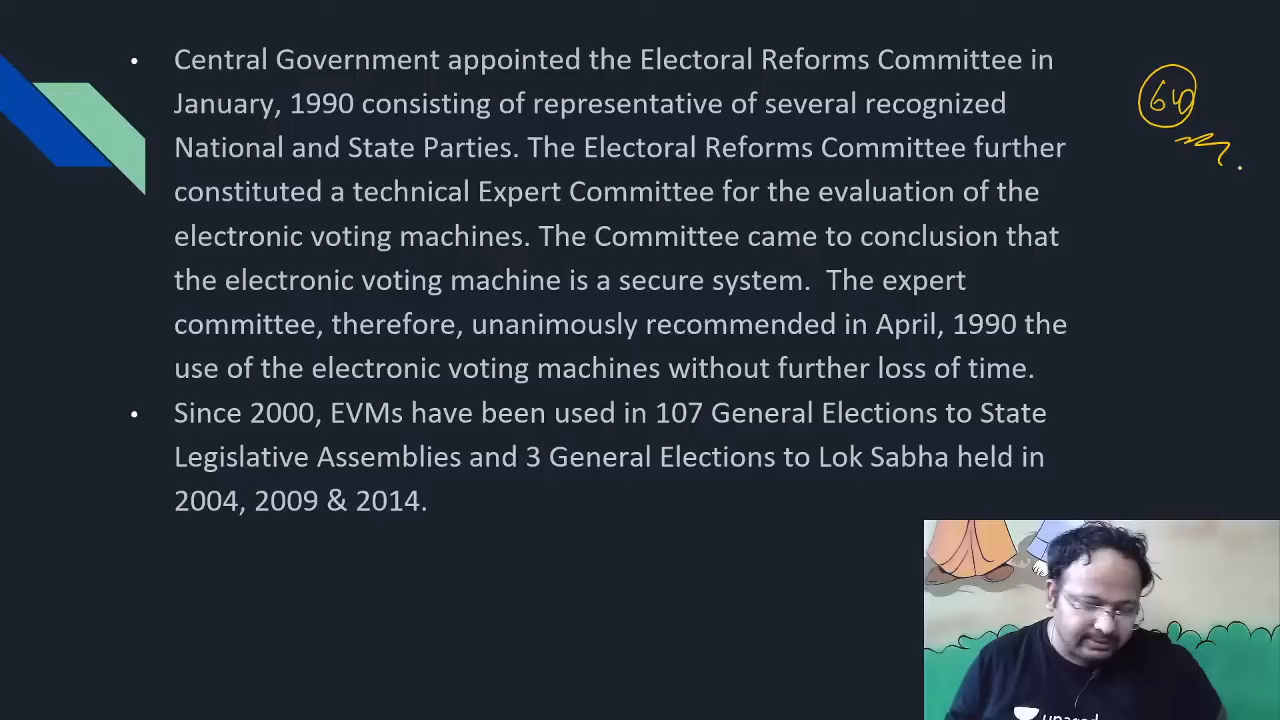 • Central Government appointed the Electoral Reforms Committee in
January, 1990 consisting of representative of several recognized
National and State Parties. The Electoral Reforms Committee further
constituted a technical Expert Committee for the evaluation of the
electronic voting machines. The Committee came to conclusion that
the electronic voting machine is a secure system. The expert
committee, therefore, unanimously recommended in April, 1990 the
use of the electronic voting machines without further loss of time.
• Since 2000, EVMs have been used in 107 General Elections to State
Legislative Assemblies and 3 General Elections to Lok Sabha held in
2004, 2009 & 2014.